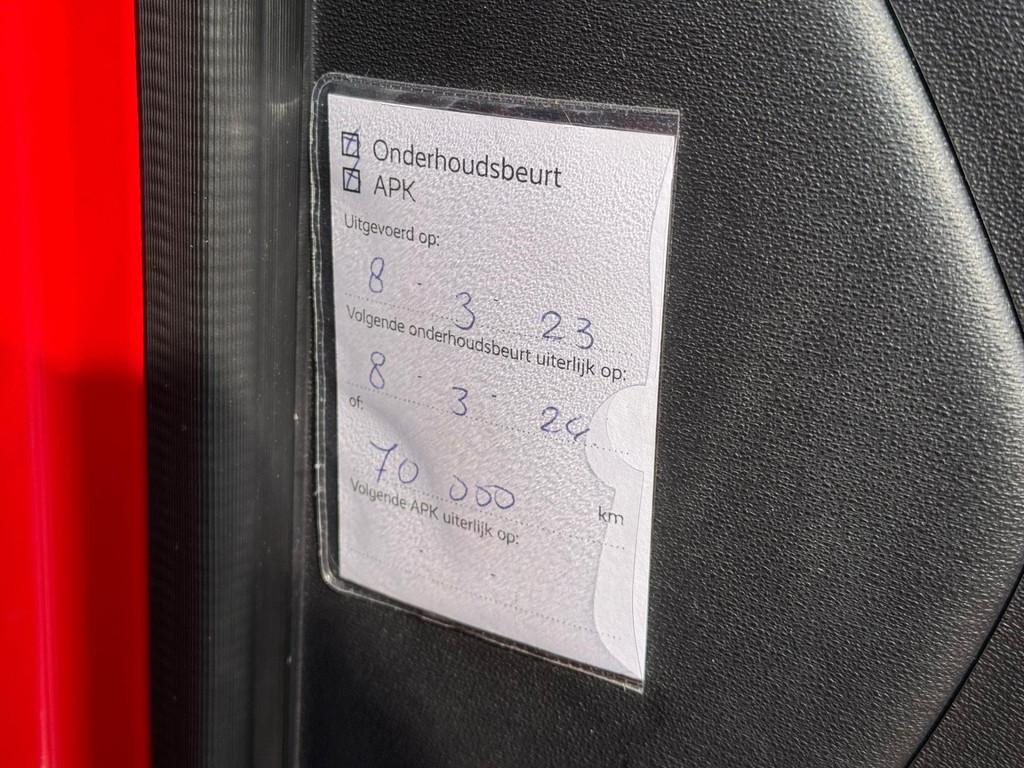 Onderhoudsbeurt
APK
Uitgevoerd op:
8 - 3 - 23
Volgende onderhoudsbeurt uiterlijk op:
8 - 3 - 24
of:
70 000 km
Volgende APK uiterlijk op: